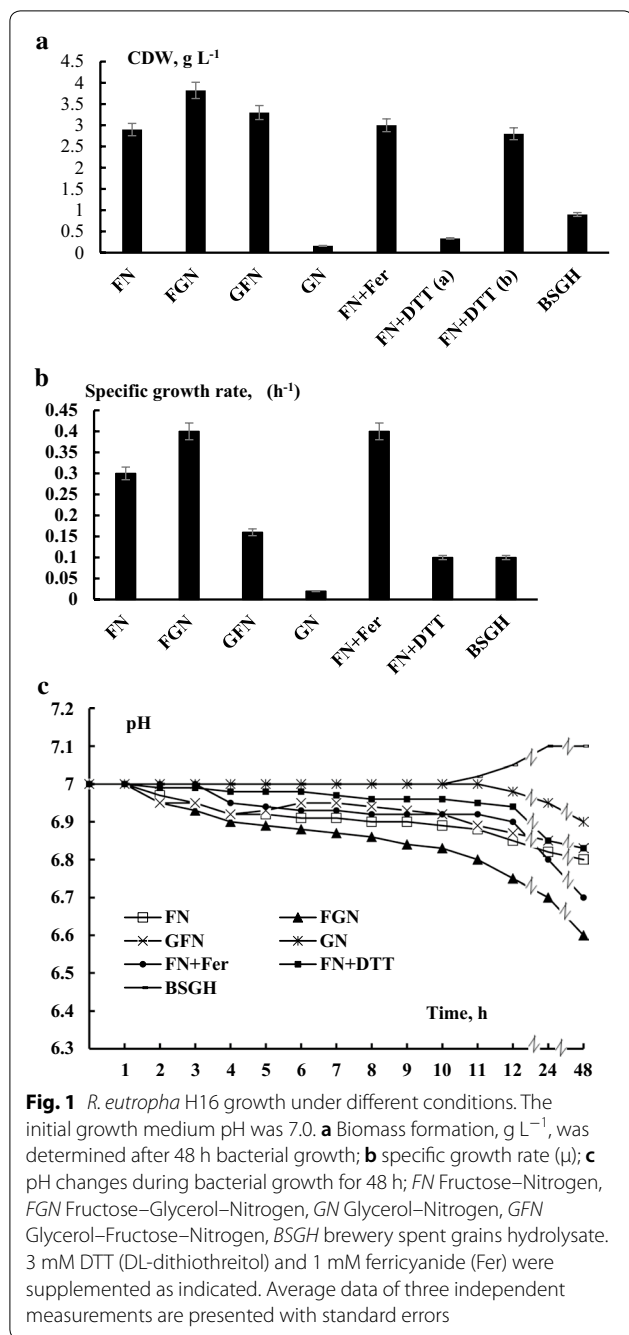 a
CDW, g L⁻¹
4.5
4
3.5
3
2.5
2
1.5
1
0.5
0
FN
FGN
GFN
GN
FN+Fer
FN+DTT (a)
FN+DTT (b)
BSGH
b
Specific growth rate, (h⁻¹)
0.45
0.4
0.35
0.3
0.25
0.2
0.15
0.1
0.05
0
FN
FGN
GFN
GN
FN+Fer
FN+DTT
BSGH
c
7.2
pH
7.1
7
6.9
6.8
6.7
6.6
6.5
6.4
6.3
FN FGN
GFN GN
FN+Fer FN+DTT
BSGH
Time, h
1 2 3 4 5 6 7 8 9 10 11 12 24 48
Fig. 1 R. eutropha H16 growth under different conditions. The
initial growth medium pH was 7.0. a Biomass formation, g L⁻¹, was
determined after 48 h bacterial growth; b specific growth rate (μ); c
pH changes during bacterial growth for 48 h; FN Fructose–Nitrogen,
FGN Fructose–Glycerol–Nitrogen, GN Glycerol–Nitrogen, GFN
Glycerol–Fructose–Nitrogen, BSGH brewery spent grains hydrolysate.
3 mM DTT (DL-dithiothreitol) and 1 mM ferricyanide (Fer) were
supplemented as indicated. Average data of three independent
measurements are presented with standard errors